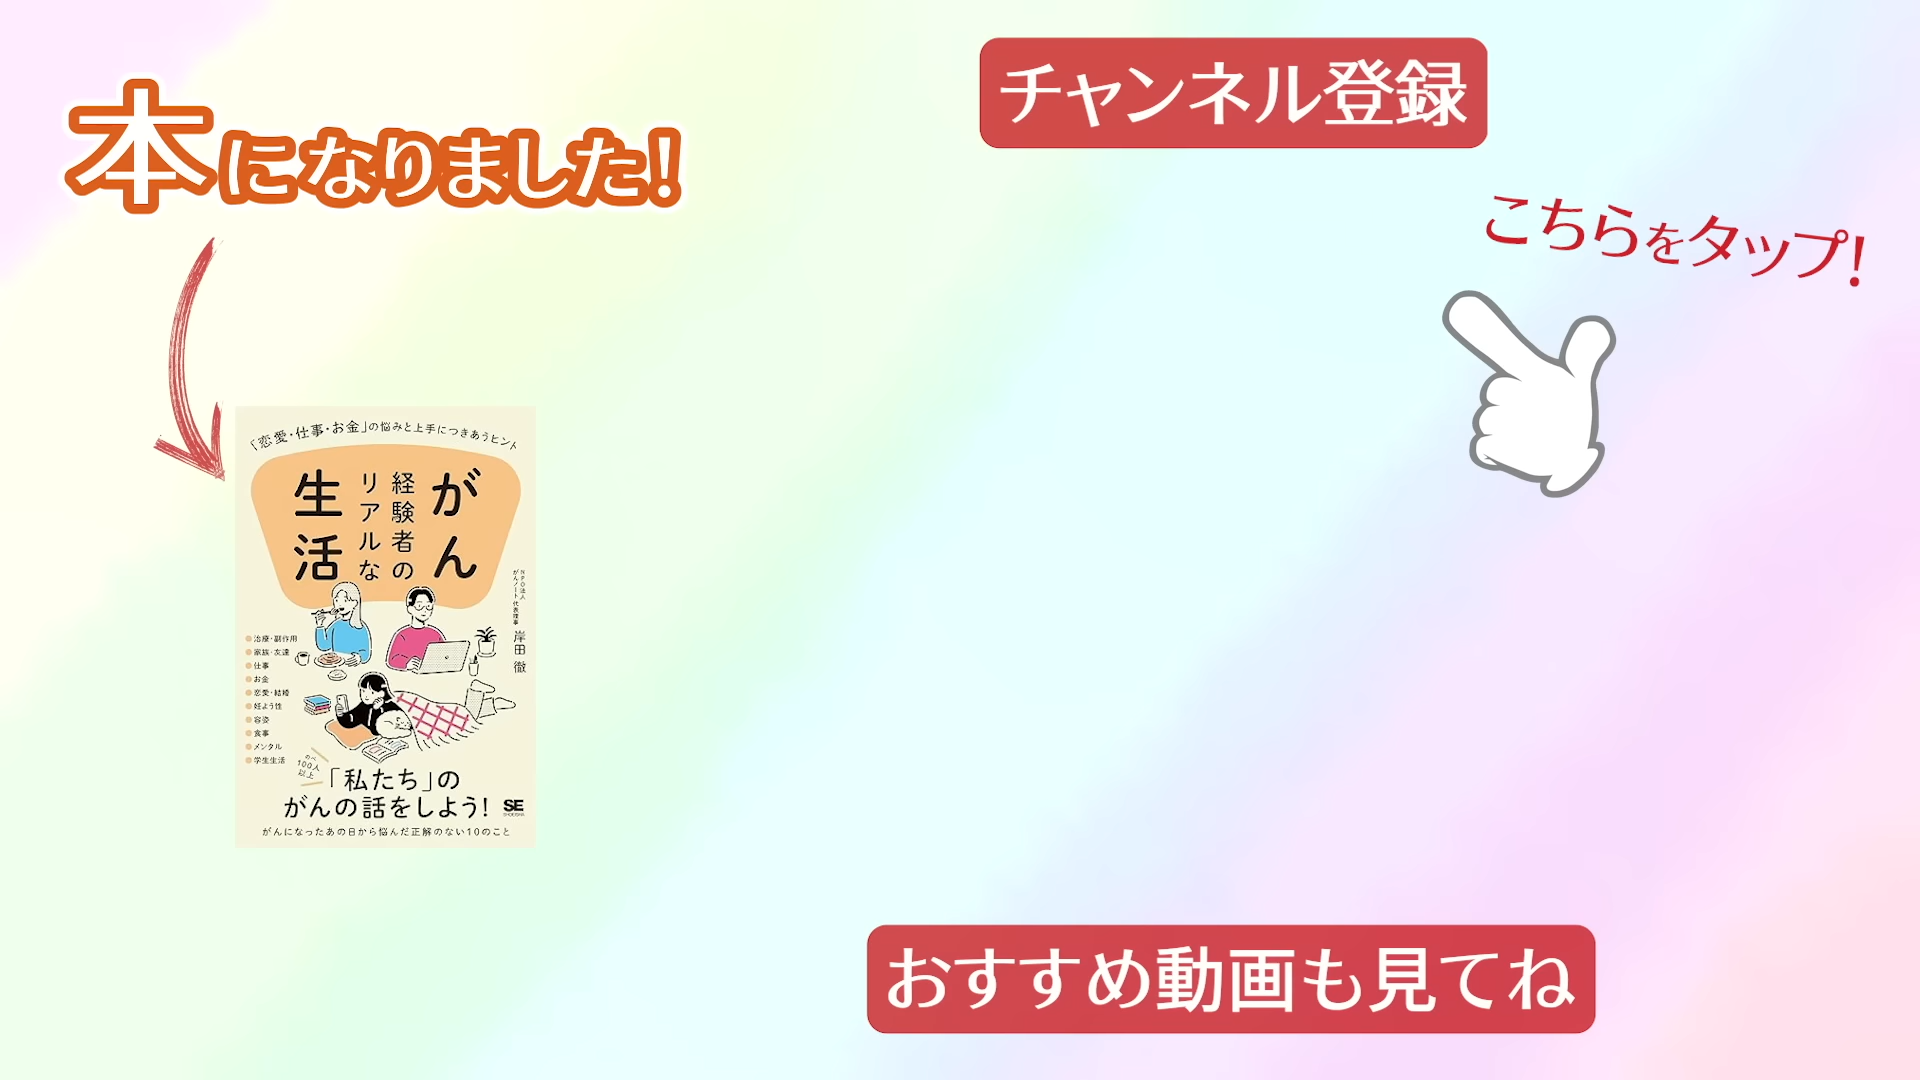 本になりました!
チャンネル登録
こちらをタップ!
「恋愛・仕事・お金」の悩みと上手につきあうヒント
がん
経験者の
リアルな
生活
NPO法人
がんノート 代表理事
岸田 徹
治療・副作用
家族・友達
仕事
お金
恋愛・結婚
妊よう性
容姿
食事
メンタル
学生生活
のべ
100人
以上
「私たち」の
がんの話をしよう!
SE
SHOEISHA
がんになったあの日から悩んだ正解のない10のこと
おすすめ動画も見てね